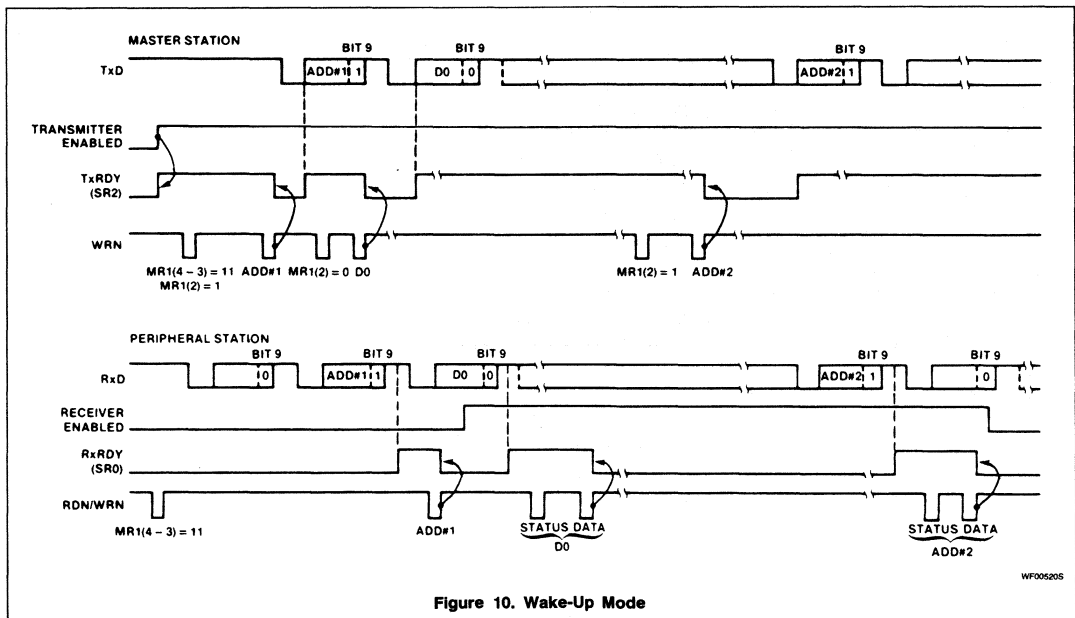 MASTER STATION
BIT 9 BIT 9 BIT 9
TxD ADD#1 1 D0 0 ADD#2 1
TRANSMITTER
ENABLED
TxRDY
(SR2)
WRN
MR1(4 – 3) = 11 ADD#1 MR1(2) = 0 D0 MR1(2) = 1 ADD#2
MR1(2) = 1
PERIPHERAL STATION
BIT 9 BIT 9 BIT 9 BIT 9 BIT 9
RxD 0 ADD#1 1 D0 0 ADD#2 1 0
RECEIVER
ENABLED
RxRDY
(SR0)
RDN/WRN
MR1(4 – 3) = 11 ADD#1 STATUS DATA STATUS DATA
D0 ADD#2
WF00520S
Figure 10. Wake-Up Mode